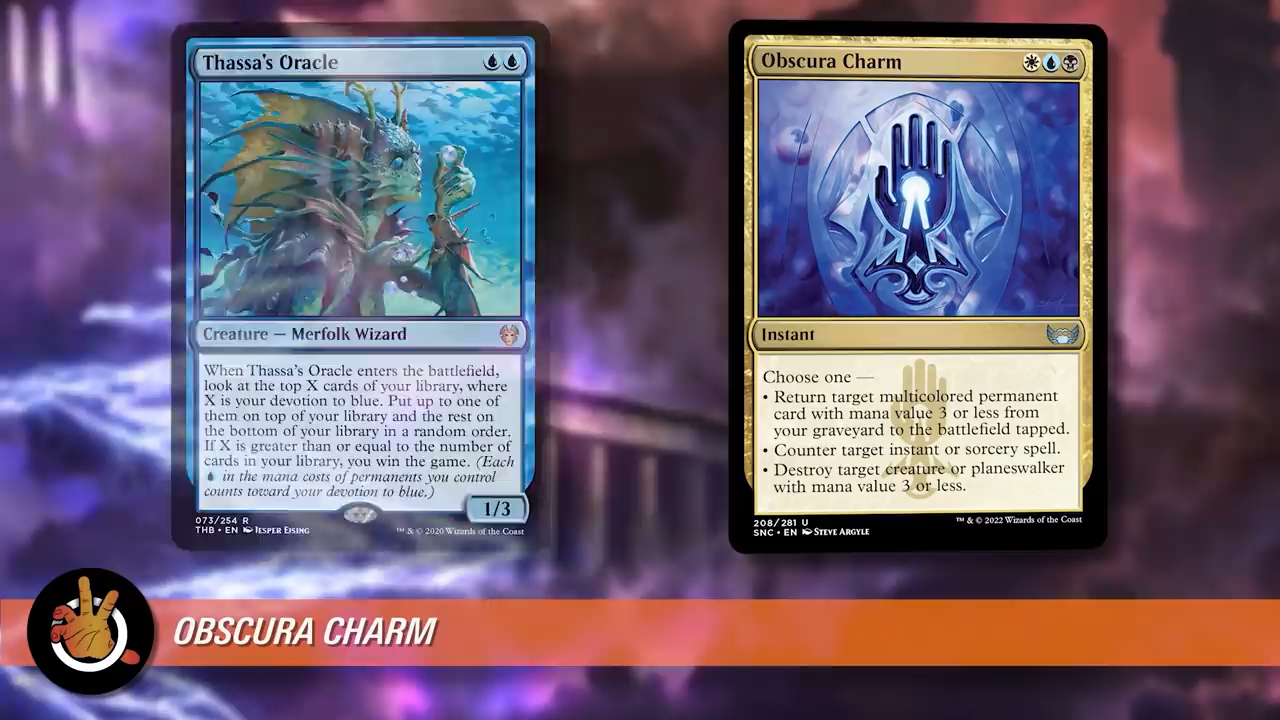 Thassa's Oracle
Creature — Merfolk Wizard
When Thassa's Oracle enters the battlefield,
look at the top X cards of your library, where
X is your devotion to blue. Put up to one of
them on top of your library and the rest on
the bottom of your library in a random order.
If X is greater than or equal to the number of
cards in your library, you win the game. (Each
in the mana costs of permanents you control
counts toward your devotion to blue.)
1/3
073/254 R
THB • EN JESPER EJSING
™ & © 2020 Wizards of the Coast
Obscura Charm
Instant
Choose one —
• Return target multicolored permanent
card with mana value 3 or less from
your graveyard to the battlefield tapped.
• Counter target instant or sorcery spell.
• Destroy target creature or planeswalker
with mana value 3 or less.
208/281 U
SNC • EN STEVE ARGYLE
™ & © 2022 Wizards of the Coast
OBSCURA CHARM